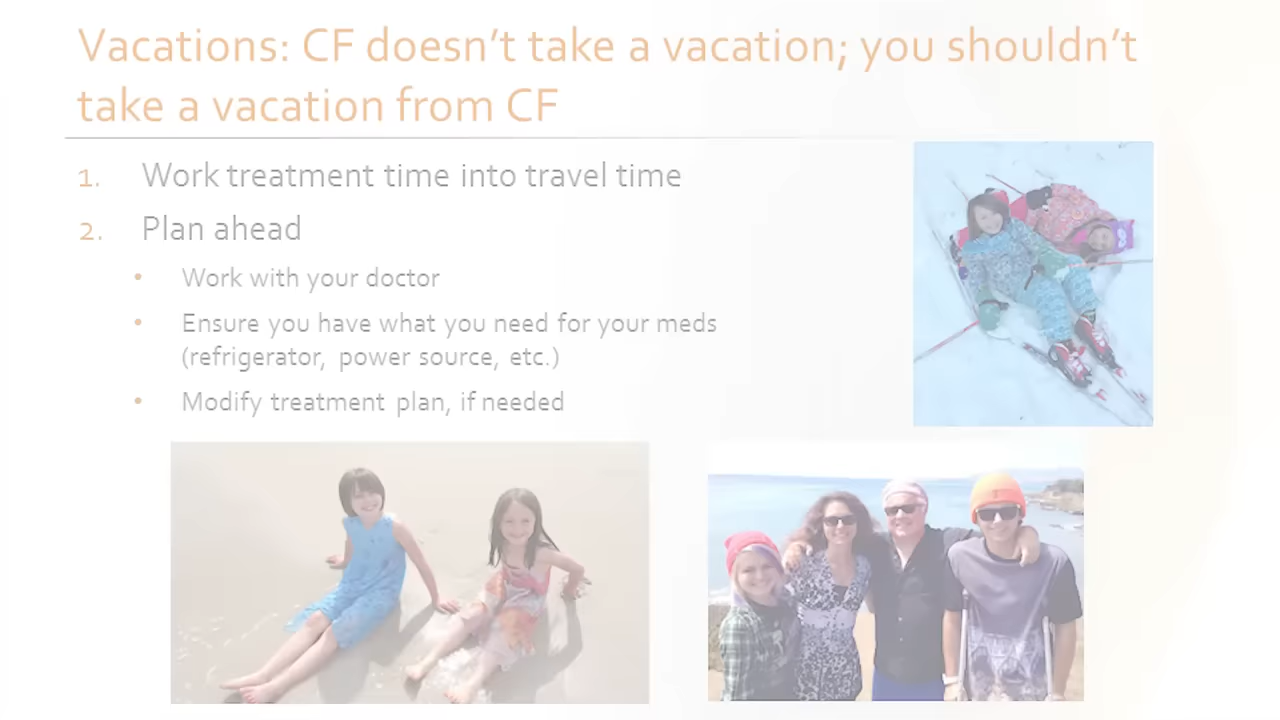 Vacations: CF doesn't take a vacation; you shouldn't
take a vacation from CF
1. Work treatment time into travel time
2. Plan ahead
• Work with your doctor
• Ensure you have what you need for your meds
(refrigerator, power source, etc.)
• Modify treatment plan, if needed